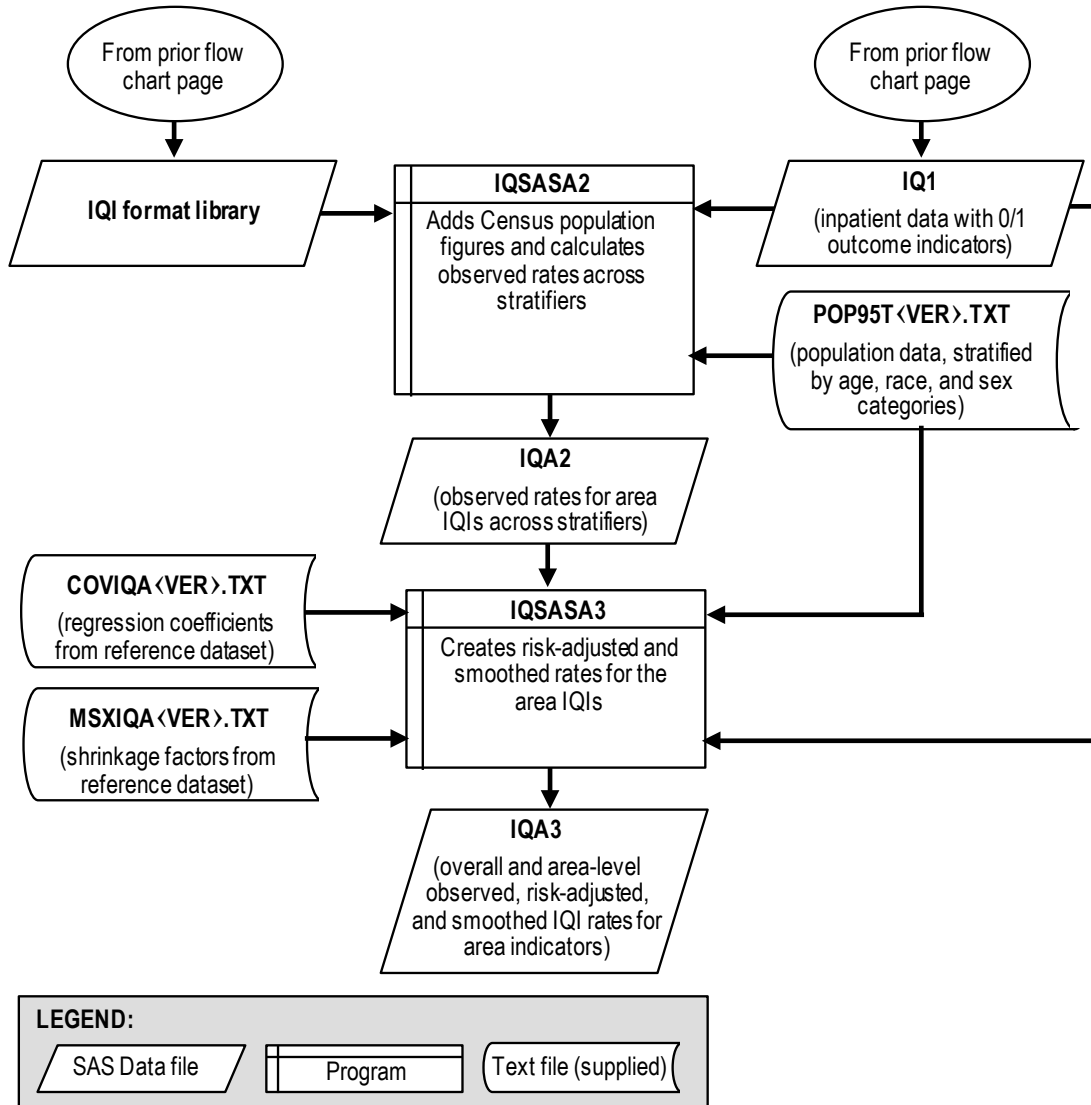 From prior flow
chart page
From prior flow
chart page
IQI format library
IQSASA2
Adds Census population
figures and calculates
observed rates across
stratifiers
IQ1
(inpatient data with 0/1
outcome indicators)
POP95T<VER>.TXT
(population data, stratified
by age, race, and sex
categories)
IQA2
(observed rates for area
IQIs across stratifiers)
COVIQA<VER>.TXT
(regression coefficients
from reference dataset)
IQSASA3
Creates risk-adjusted and
smoothed rates for the
area IQIs
MSXIQA<VER>.TXT
(shrinkage factors from
reference dataset)
IQA3
(overall and area-level
observed, risk-adjusted,
and smoothed IQI rates for
area indicators)
LEGEND:
SAS Data file
Program
Text file (supplied)